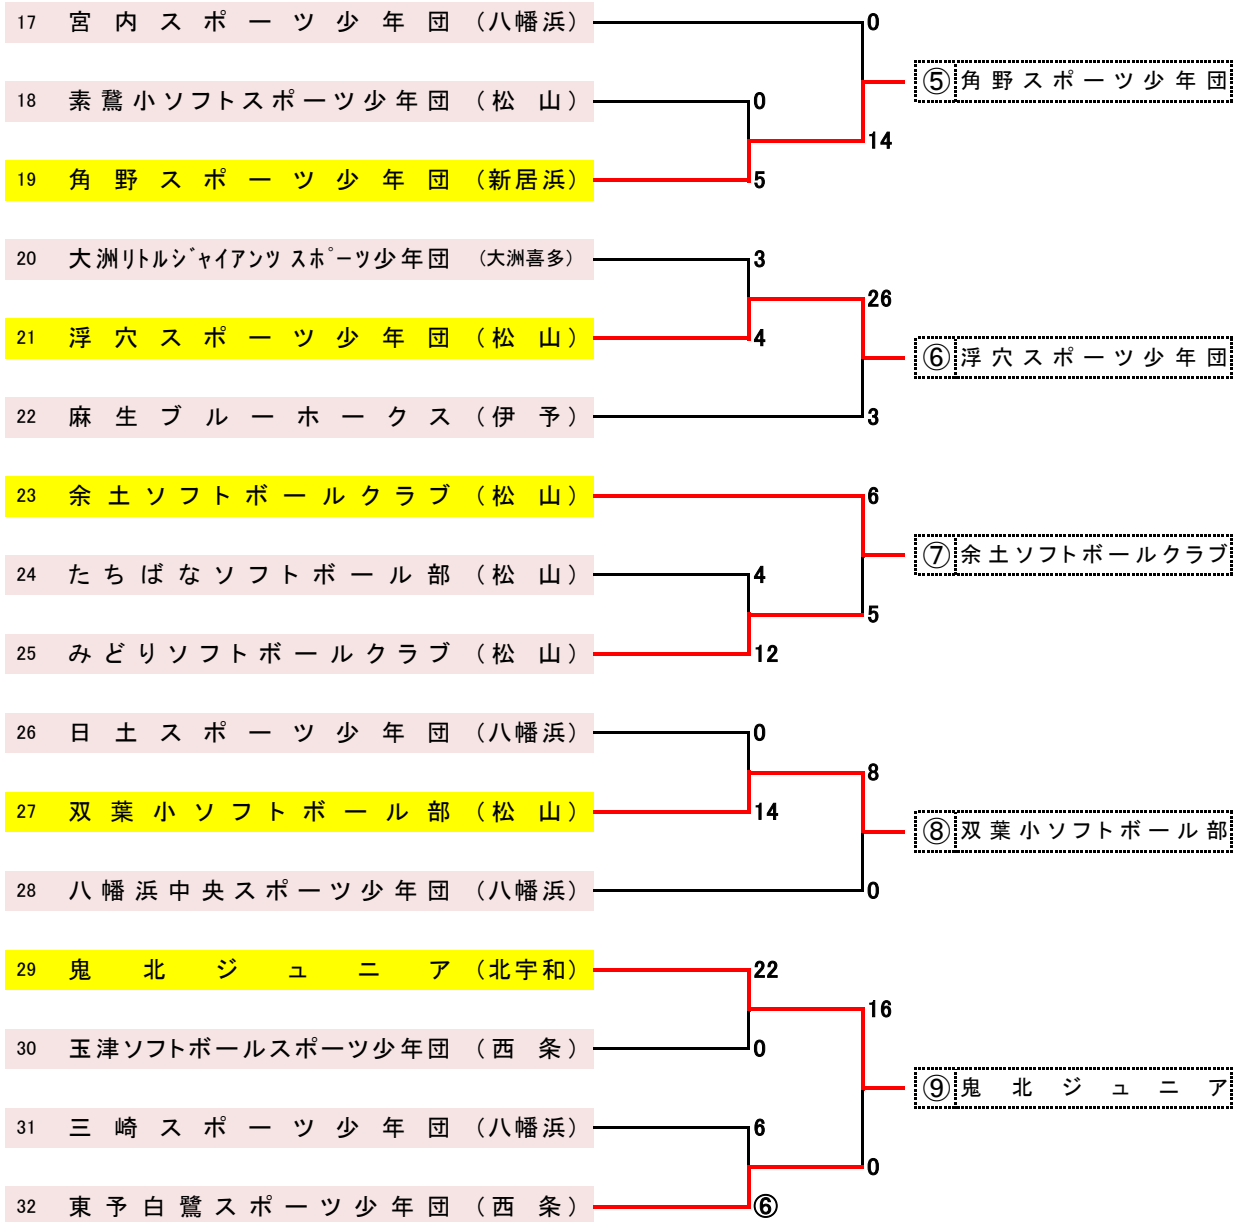 17 宮内スポーツ少年団 (八幡浜) 0
⑤ 角野スポーツ少年団
18 素鵞小ソフトスポーツ少年団 (松山) 0
14
19 角野スポーツ少年団 (新居浜) 5
20 大洲ﾘﾄﾙｼﾞｬｲｱﾝﾂ ｽﾎﾟｰﾂ少年団 (大洲喜多) 3
26
21 浮穴スポーツ少年団 (松山) 4
⑥ 浮穴スポーツ少年団
22 麻生ブルーホークス (伊予) 3
23 余土ソフトボールクラブ (松山) 6
⑦ 余土ソフトボールクラブ
24 たちばなソフトボール部 (松山) 4
5
25 みどりソフトボールクラブ (松山) 12
26 日土スポーツ少年団 (八幡浜) 0
8
27 双葉小ソフトボール部 (松山) 14
⑧ 双葉小ソフトボール部
28 八幡浜中央スポーツ少年団 (八幡浜) 0
29 鬼北ジュニア (北宇和) 22
16
30 玉津ソフトボールスポーツ少年団 (西条) 0
⑨ 鬼北ジュニア
31 三崎スポーツ少年団 (八幡浜) 6
0
32 東予白鷺スポーツ少年団 (西条) ⑥